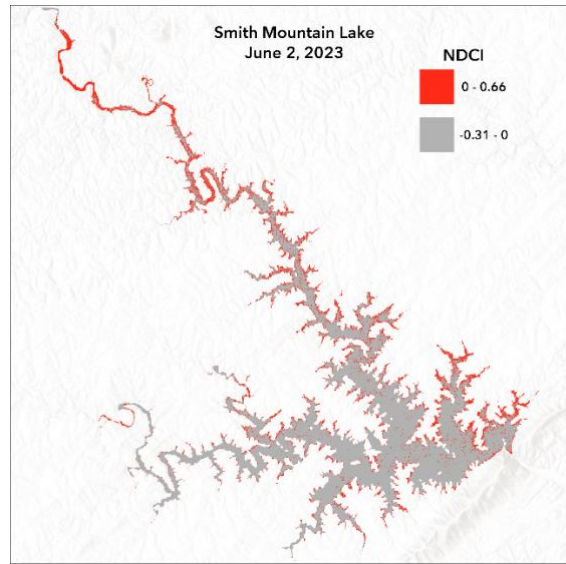 Smith Mountain Lake
June 2, 2023
NDCI
0 - 0.66
-0.31 - 0